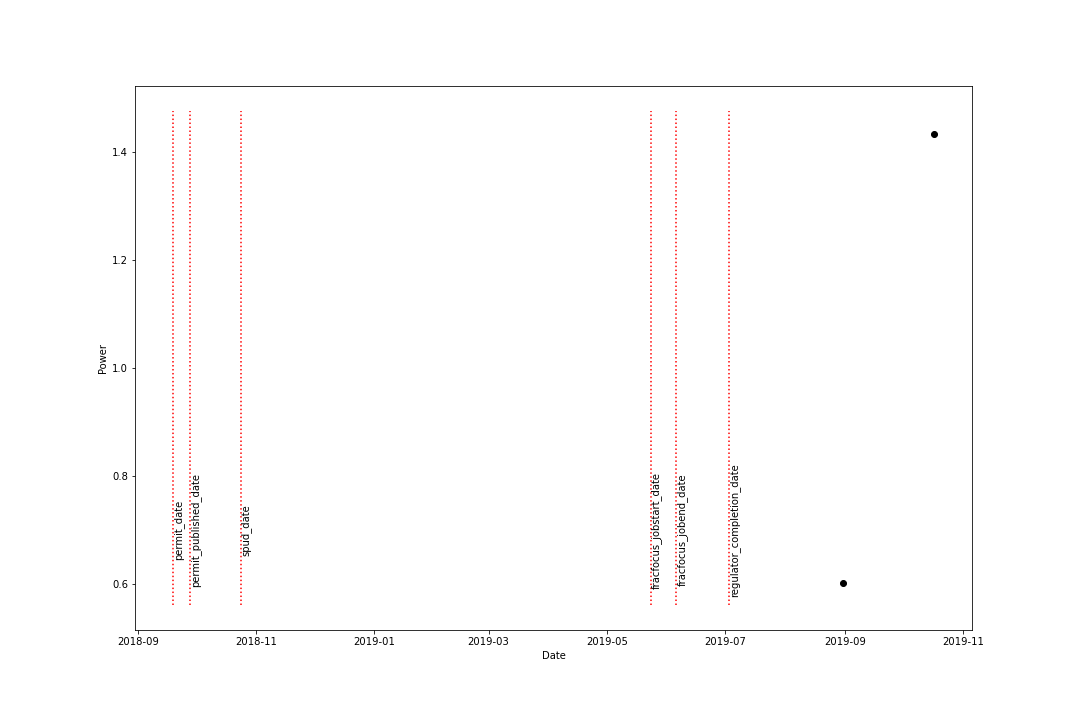 1.4
1.2
1.0
0.8
0.6
Power
permit_date
permit_published_date
spud_date
fracfocus_jobstart_date
fracfocus_jobend_date
regulator_completion_date
2018-09
2018-11
2019-01
2019-03
2019-05
2019-07
2019-09
2019-11
Date